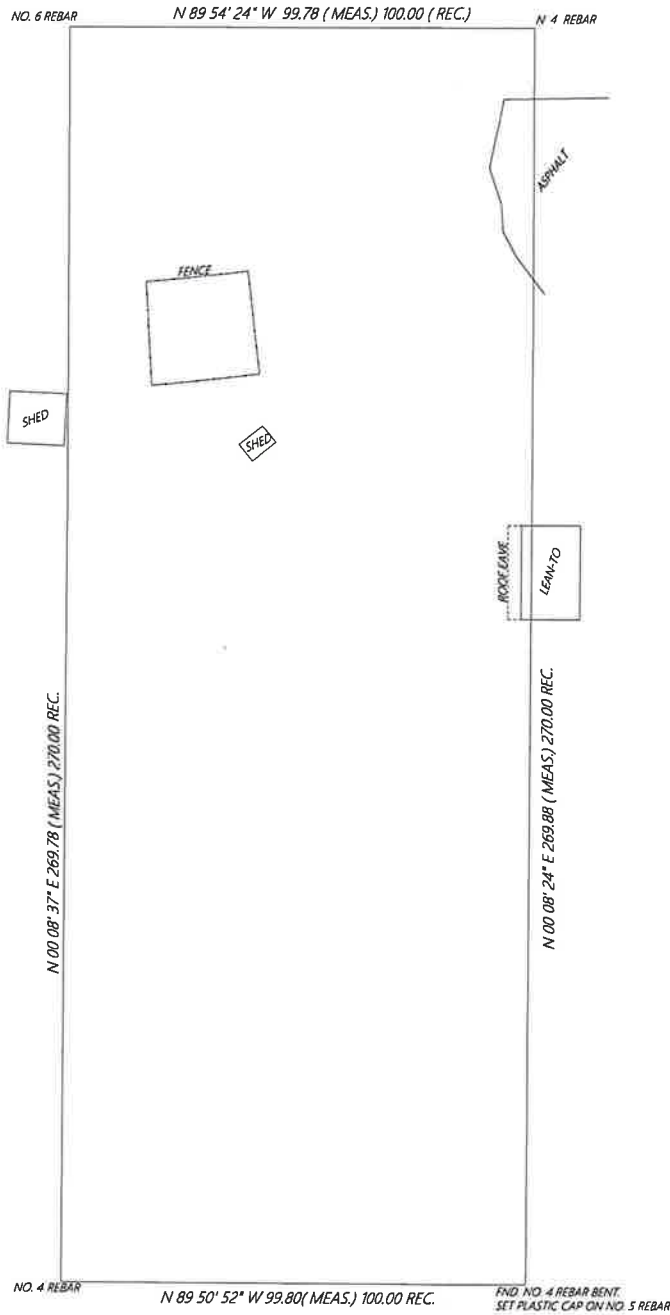 NO. 6 REBAR
N 89 54' 24" W 99.78 ( MEAS.) 100.00 ( REC.)
N 4 REBAR
ASPHALT
FENCE
SHED
SHED
ROOF EAVE
LEAN-TO
N 00 08' 37" E 269.78 ( MEAS.) 270.00 REC.
N 00 08' 24" E 269.88 ( MEAS.) 270.00 REC.
NO. 4 REBAR
N 89 50' 52" W 99.80( MEAS.) 100.00 REC.
FND. NO. 4 REBAR BENT.
SET PLASTIC CAP ON NO. 5 REBAR